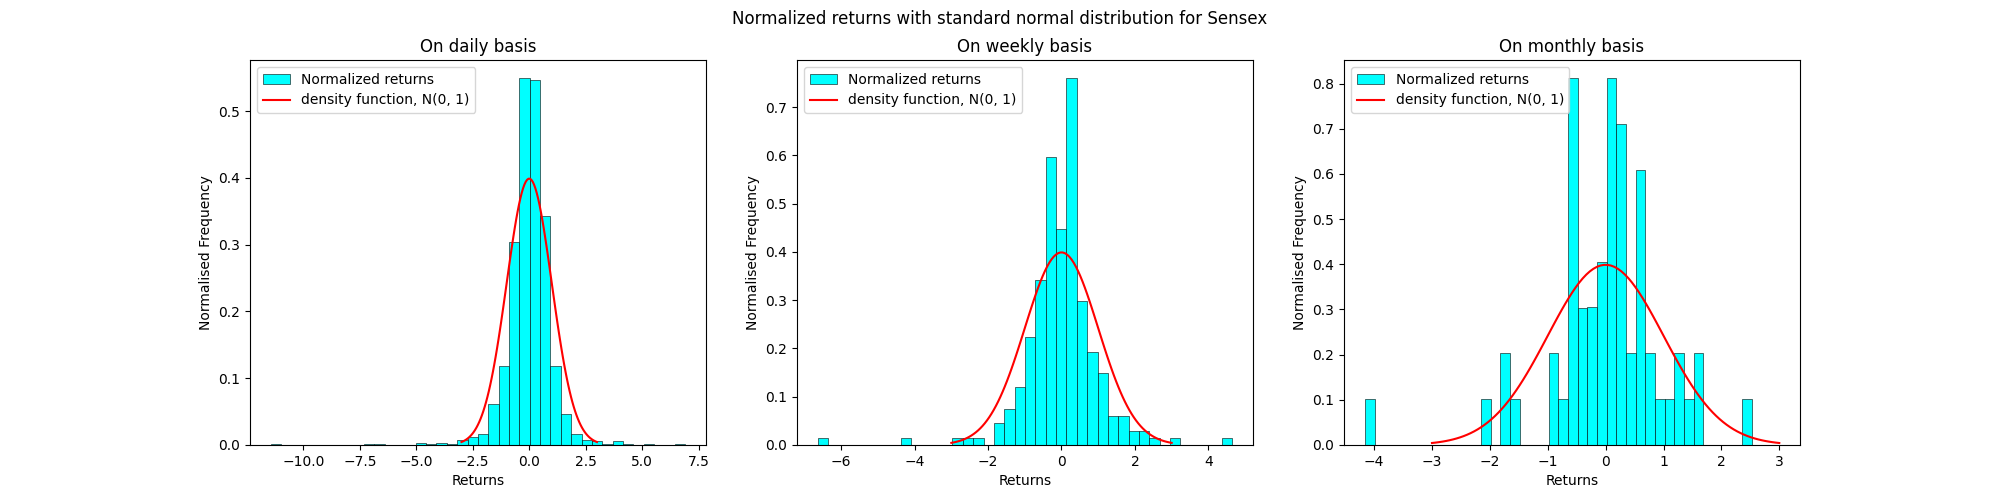 Normalized returns with standard normal distribution for Sensex
On daily basis
Normalized returns
density function, N(0, 1)
Normalised Frequency
0.5
0.4
0.3
0.2
0.1
0.0
−10.0 −7.5 −5.0 −2.5 0.0 2.5 5.0 7.5
Returns
On weekly basis
Normalized returns
density function, N(0, 1)
Normalised Frequency
0.7
0.6
0.5
0.4
0.3
0.2
0.1
0.0
−6 −4 −2 0 2 4
Returns
On monthly basis
Normalized returns
density function, N(0, 1)
Normalised Frequency
0.8
0.7
0.6
0.5
0.4
0.3
0.2
0.1
0.0
−4 −3 −2 −1 0 1 2 3
Returns